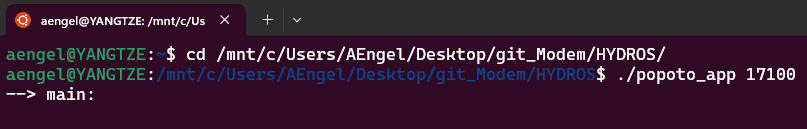 aengel@YANGTZE: /mnt/c/Us
aengel@YANGTZE:~$ cd /mnt/c/Users/AEngel/Desktop/git_Modem/HYDROS/
aengel@YANGTZE:/mnt/c/Users/AEngel/Desktop/git_Modem/HYDROS$ ./popoto_app 17100
--> main: